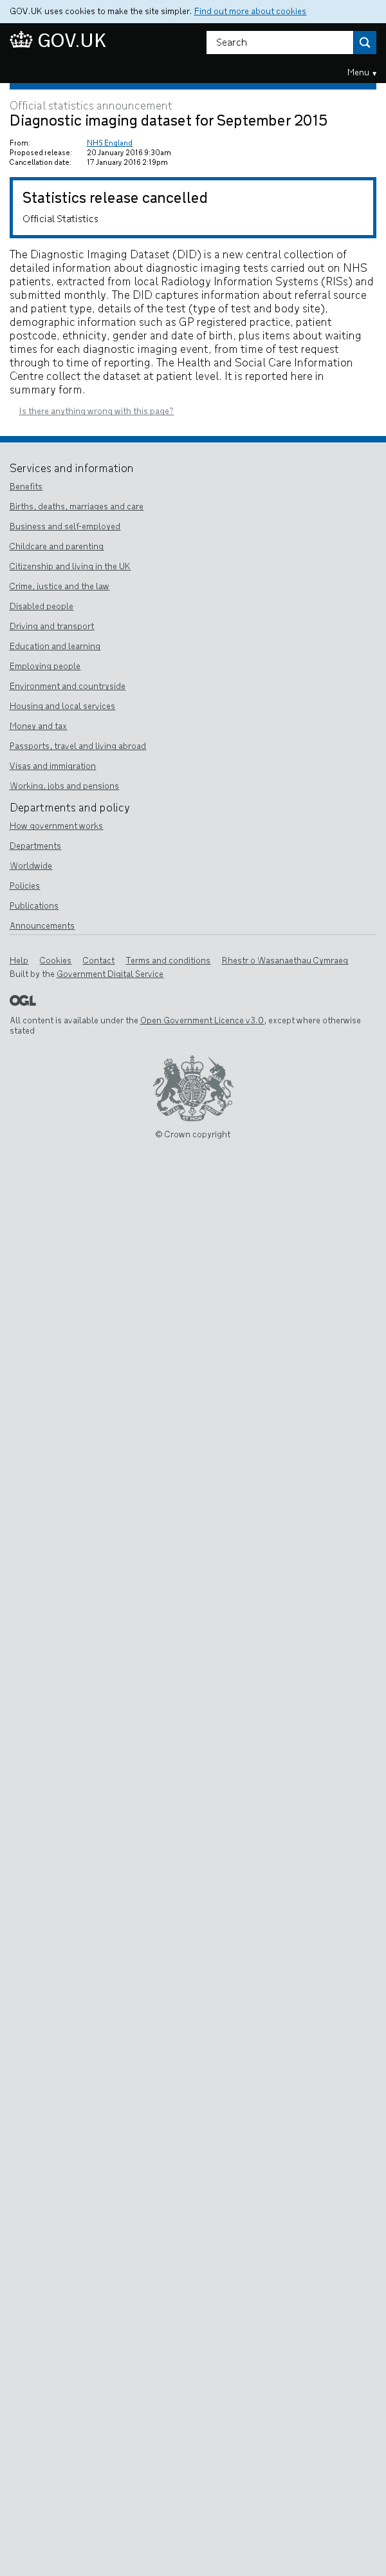 GOV.UK uses cookies to make the site simpler. Find out more about cookies
GOV.UK
Search
Menu ▾
Official statistics announcement
Diagnostic imaging dataset for September 2015
From: NHS England
Proposed release: 20 January 2016 9:30am
Cancellation date: 17 January 2016 2:19pm
Statistics release cancelled
Official Statistics
The Diagnostic Imaging Dataset (DID) is a new central collection of
detailed information about diagnostic imaging tests carried out on NHS
patients, extracted from local Radiology Information Systems (RISs) and
submitted monthly. The DID captures information about referral source
and patient type, details of the test (type of test and body site),
demographic information such as GP registered practice, patient
postcode, ethnicity, gender and date of birth, plus items about waiting
times for each diagnostic imaging event, from time of test request
through to time of reporting. The Health and Social Care Information
Centre collect the dataset at patient level. It is reported here in
summary form.
Is there anything wrong with this page?
Services and information
Benefits
Births, deaths, marriages and care
Business and self-employed
Childcare and parenting
Citizenship and living in the UK
Crime, justice and the law
Disabled people
Driving and transport
Education and learning
Employing people
Environment and countryside
Housing and local services
Money and tax
Passports, travel and living abroad
Visas and immigration
Working, jobs and pensions
Departments and policy
How government works
Departments
Worldwide
Policies
Publications
Announcements
Help Cookies Contact Terms and conditions Rhestr o Wasanaethau Cymraeg
Built by the Government Digital Service
OGL
All content is available under the Open Government Licence v3.0, except where otherwise
stated
© Crown copyright